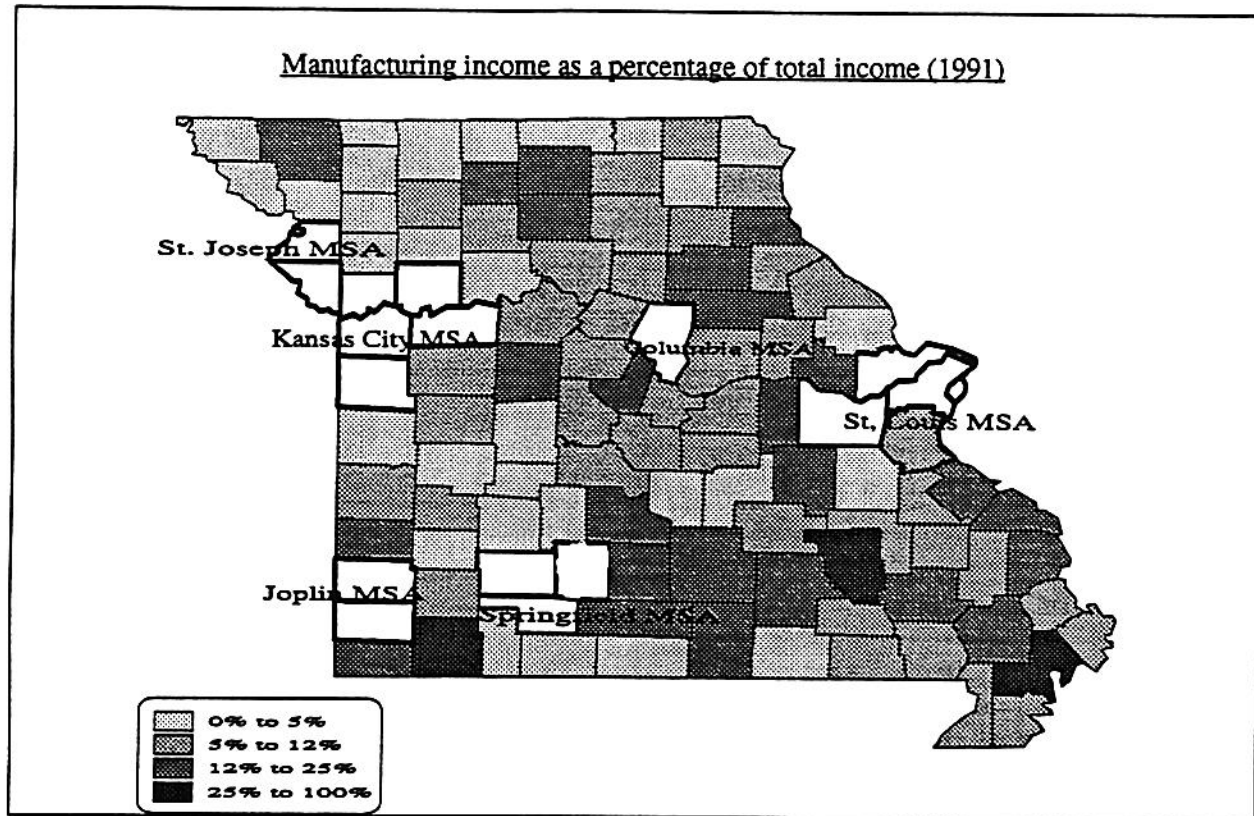 Manufacturing income as a percentage of total income (1991)
St. Joseph MSA
Kansas City MSA
Columbia MSA
St, Louis MSA
Joplin MSA
Springfield MSA
0% to 5%
5% to 12%
12% to 25%
25% to 100%